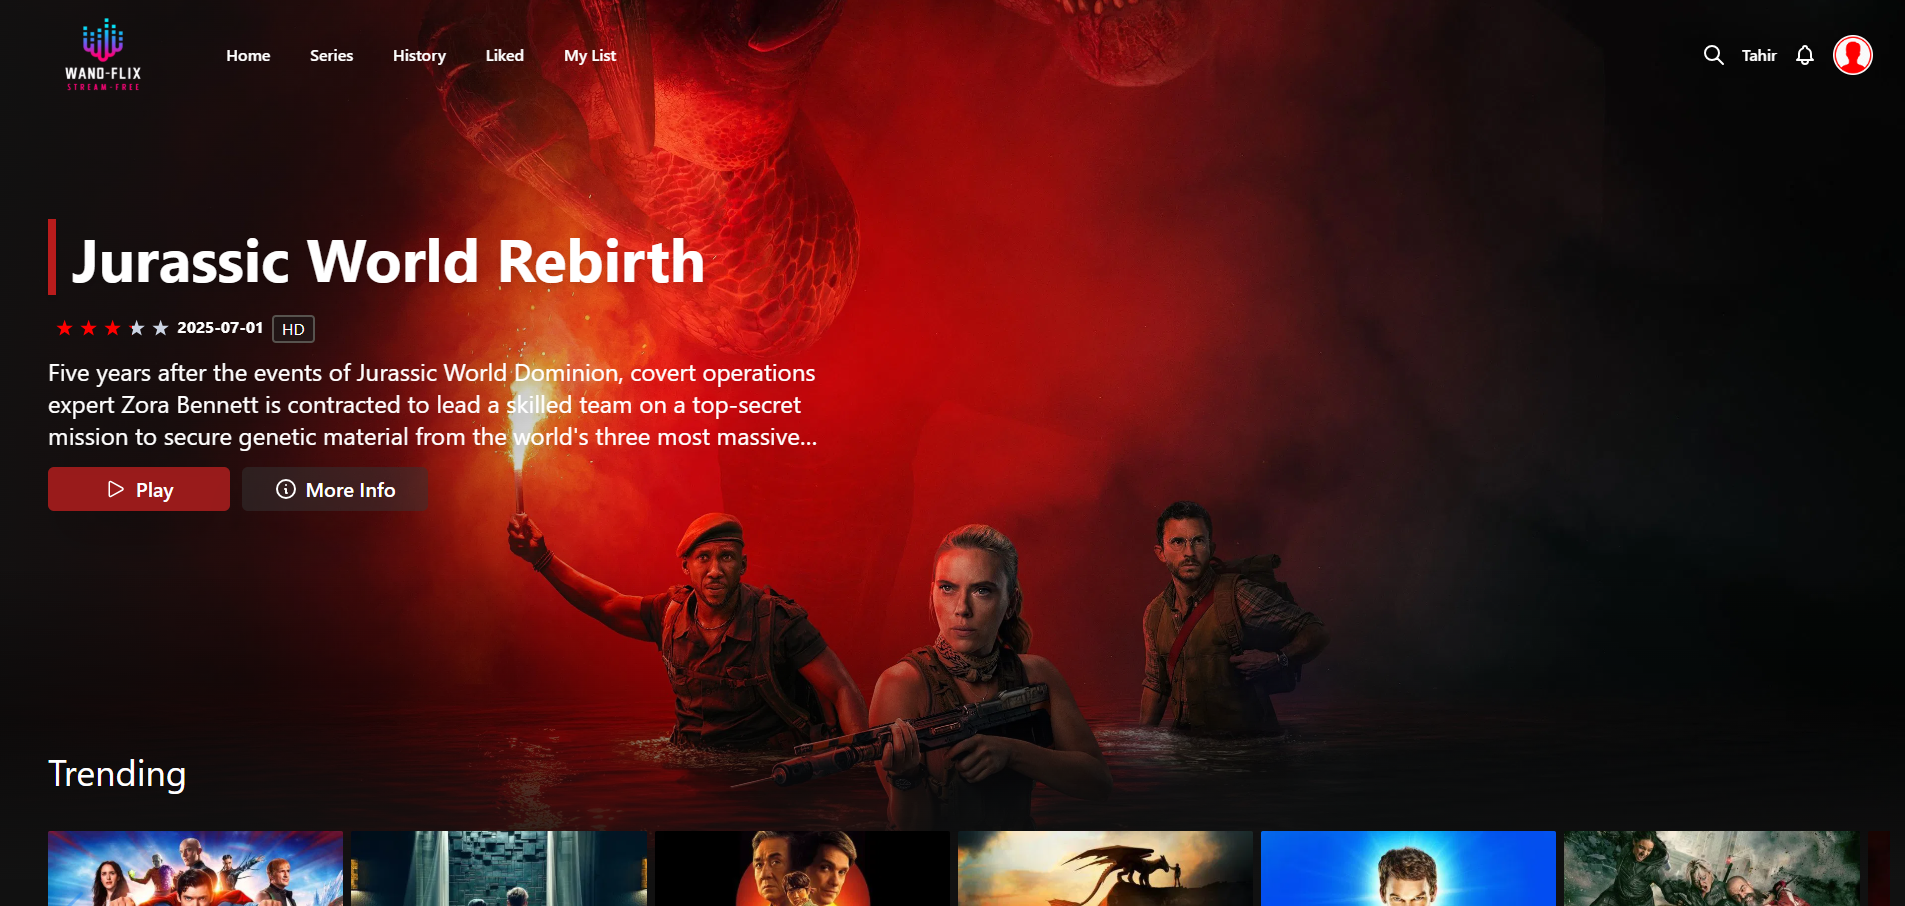 WAND-FLIX
STREAM-FREE
Home
Series
History
Liked
My List
Tahir
Jurassic World Rebirth
2025-07-01
HD
Five years after the events of Jurassic World Dominion, covert operations
expert Zora Bennett is contracted to lead a skilled team on a top-secret
mission to secure genetic material from the world's three most massive...
Play
More Info
Trending